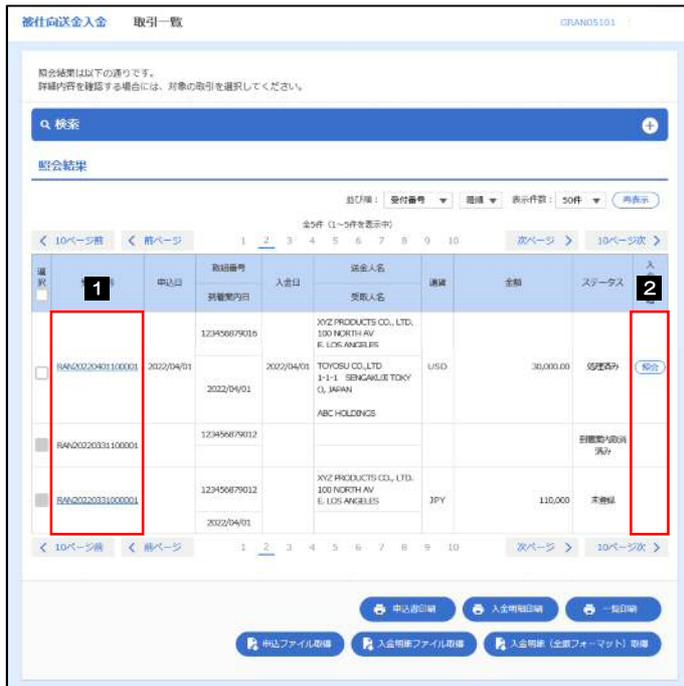 被仕向送金入金 取引一覧 GRAN05101
照会結果は以下の通りです。
詳細内容を確認する場合には、対象の取引を選択してください。
検索
照会結果
並び順： 受付番号 ▼ 降順 ▼ 表示件数： 50件 ▼ 再表示
全5件（1～5件を表示中）
10ページ前 前ページ 1 2 3 4 5 6 7 8 9 10 次ページ 10ページ次
選択 1 申込日 取組番号 入金日 送金人名 通貨 金額 ステータス 入 2
到着案内日 受取人名
123456879016 XYZ PRODUCTS CO., LTD.
100 NORTH AV
E. LOS ANGELES
RAN20220401100001 2022/04/01 2022/04/01 TOYOSU CO.,LTD USD 30,000.00 処理済み 照会
1-1-1 SENGAKUJI TOKY
2022/04/01 O, JAPAN
ABC HOLDINGS
RAN20220331100001 123456879012 到着案内取消
済み
XYZ PRODUCTS CO., LTD.
RAN20220331000001 123456879012 100 NORTH AV JPY 110,000 未登録
E. LOS ANGELES
2022/04/01
10ページ前 前ページ 1 2 3 4 5 6 7 8 9 10 次ページ 10ページ次
申込書印刷 入金明細印刷 一覧印刷
申込ファイル取得 入金明細ファイル取得 入金明細（全銀フォーマット）取得